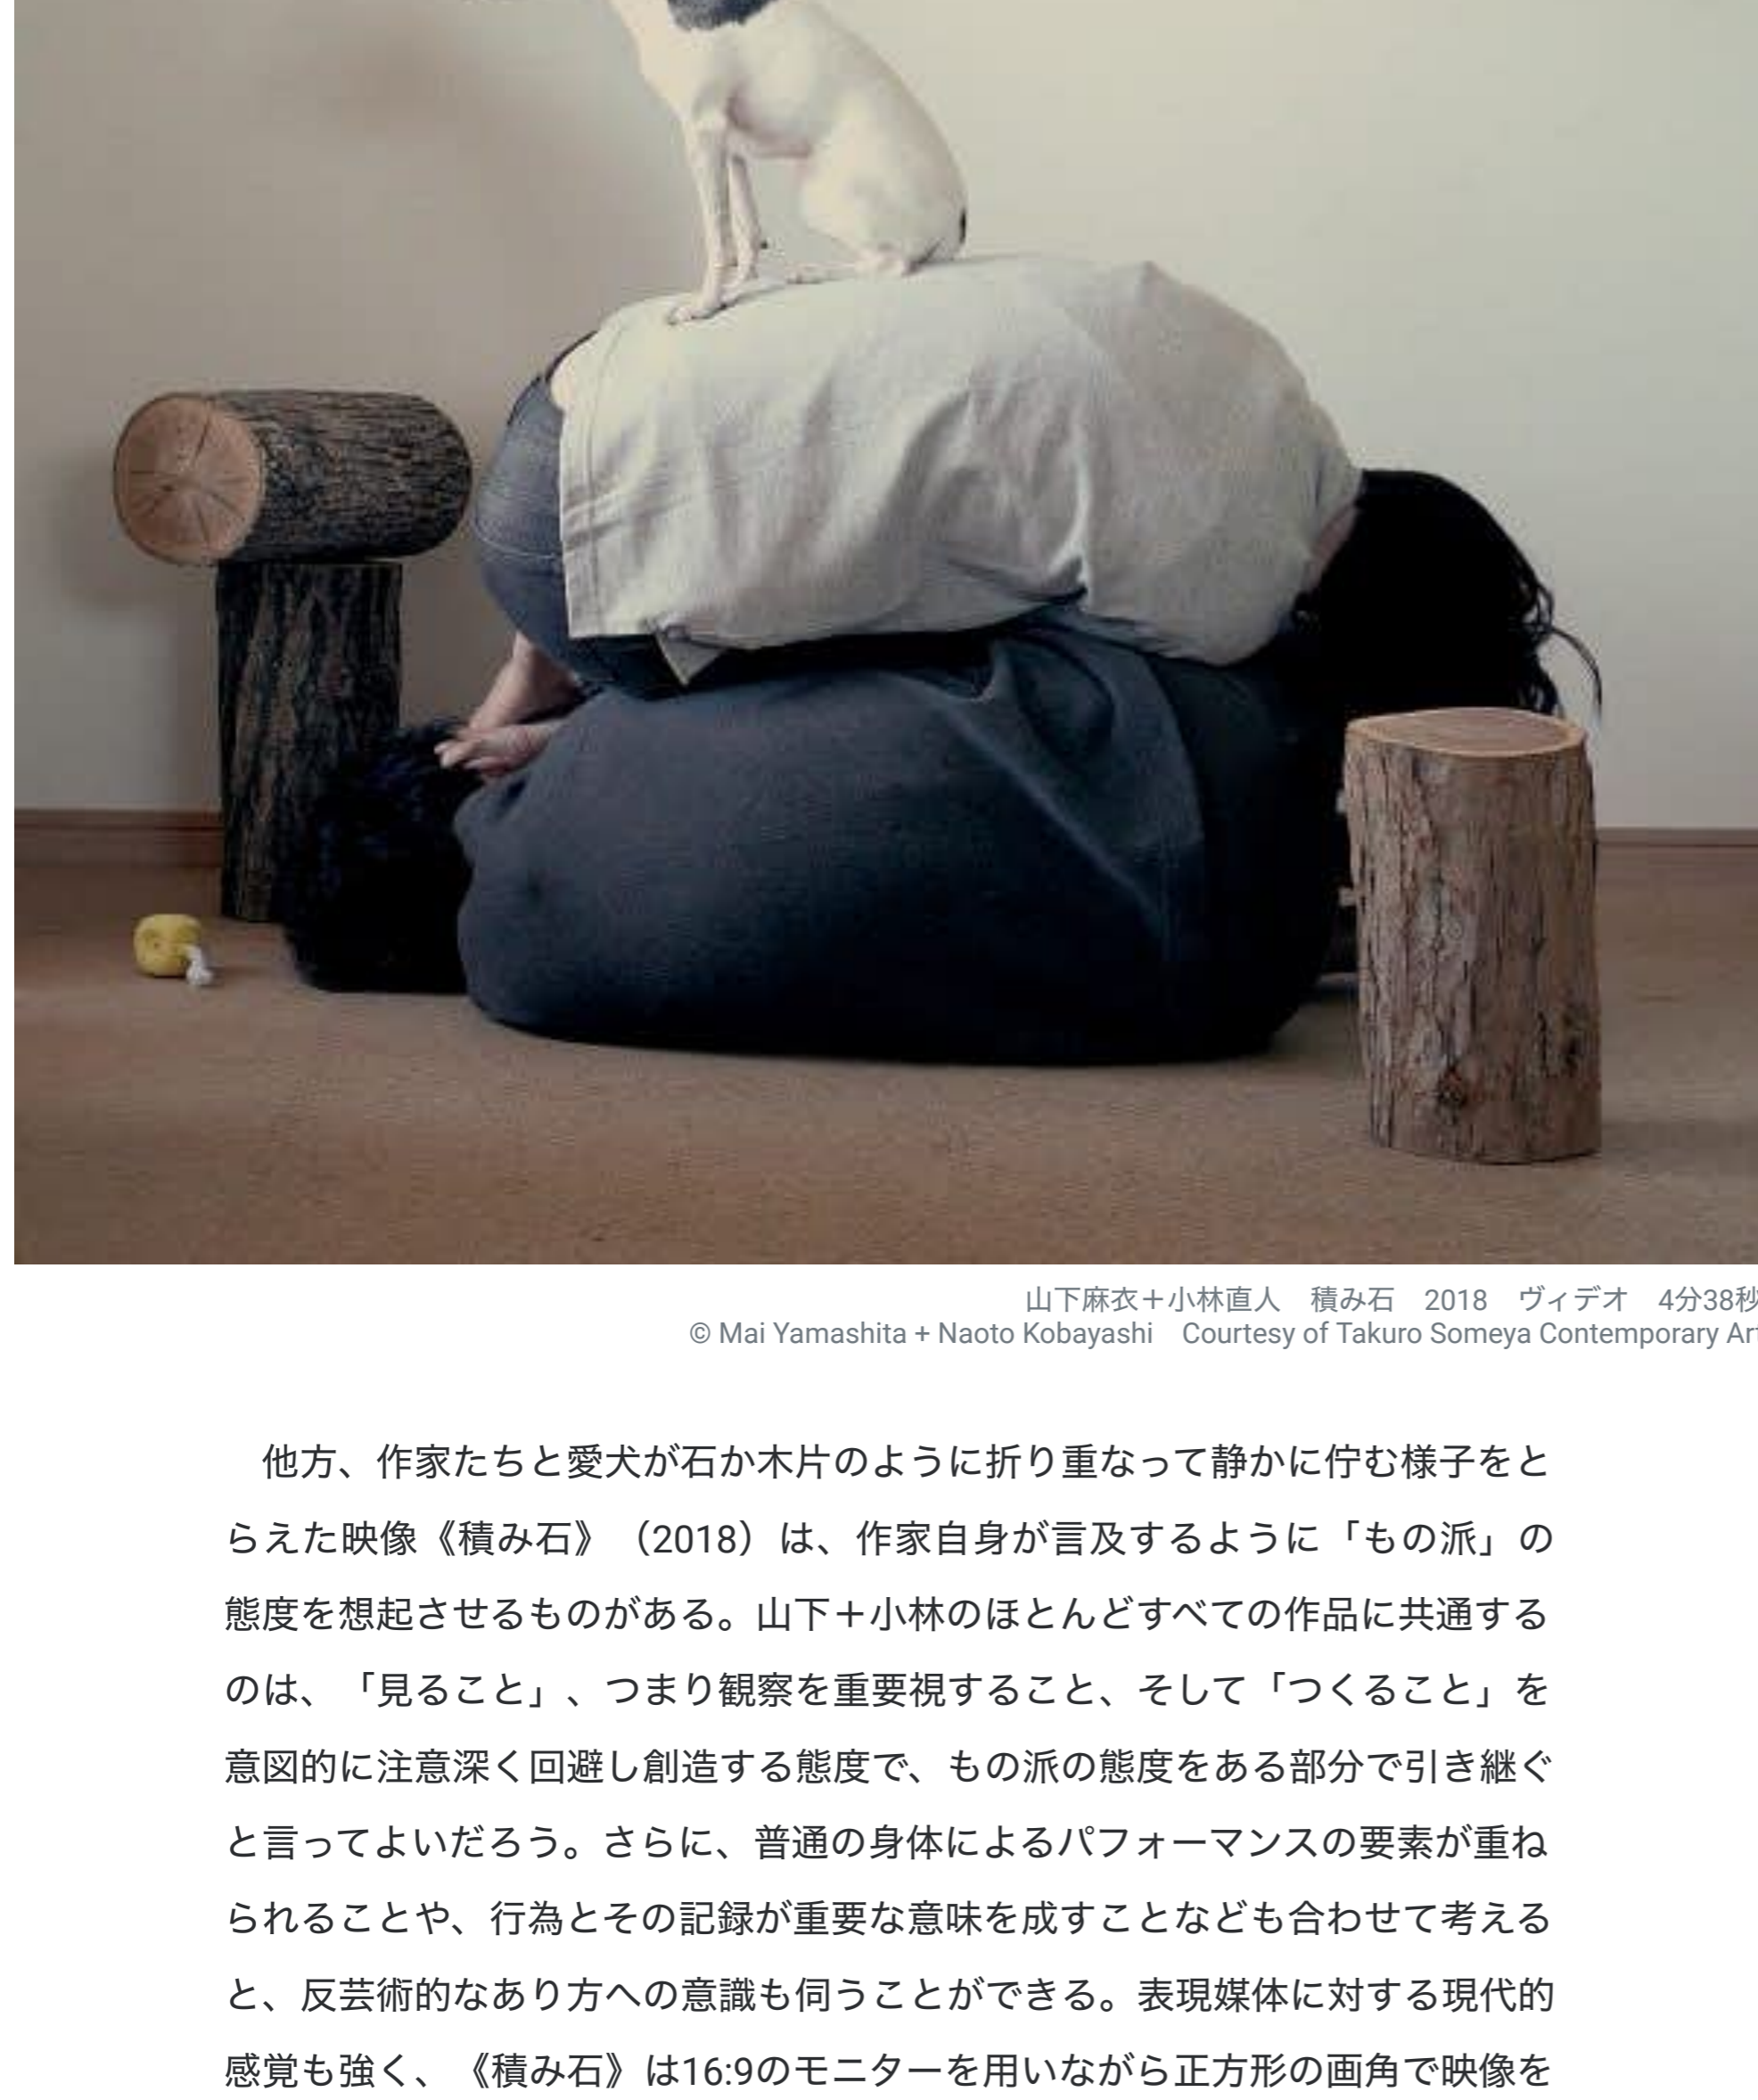 山下麻衣＋小林直人　積み石　2018　ヴィデオ　4分38秒
© Mai Yamashita + Naoto Kobayashi　Courtesy of Takuro Someya Contemporary Art
他方、作家たちと愛犬が石か木片のように折り重なって静かに佇む様子をと
らえた映像《積み石》（2018）は、作家自身が言及するように「もの派」の
態度を想起させるものがある。山下＋小林のほとんどすべての作品に共通する
のは、「見ること」、つまり観察を重要視すること、そして「つくること」を
意図的に注意深く回避し創造する態度で、もの派の態度をある部分で引き継ぐ
と言ってよいだろう。さらに、普通の身体によるパフォーマンスの要素が重ね
られることや、行為とその記録が重要な意味を成すことなども合わせて考える
と、反芸術的なあり方への意識も伺うことができる。表現媒体に対する現代的
感覚も強く、《積み石》は16:9のモニターを用いながら正方形の画角で映像を